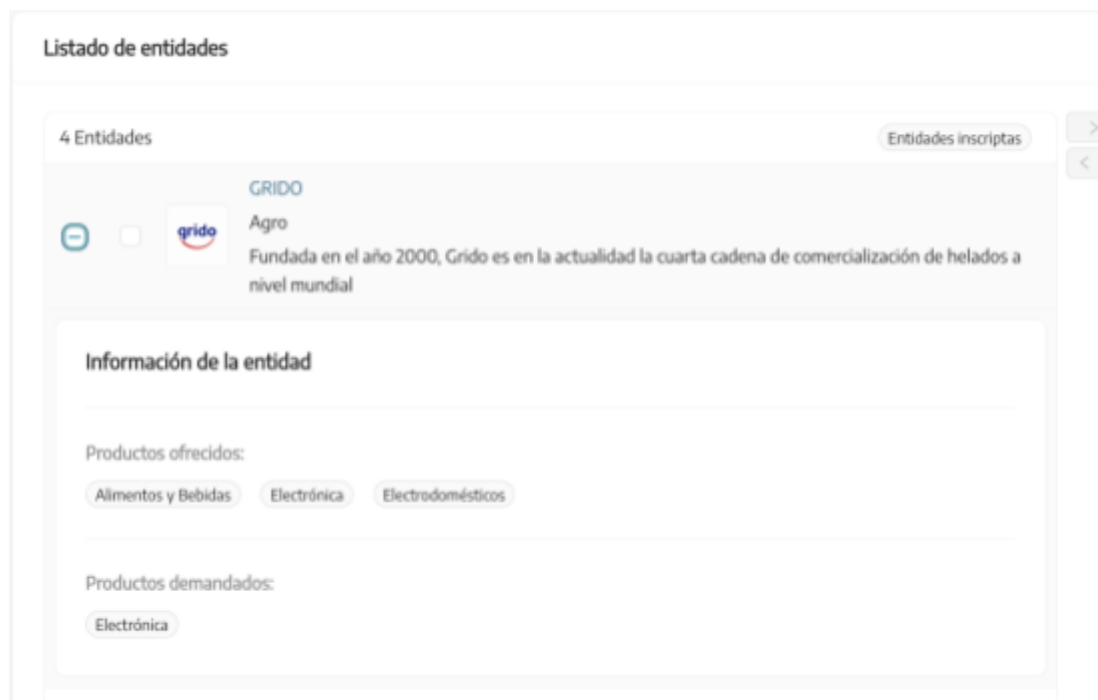 Listado de entidades
4 Entidades
Entidades inscriptas
>
<
GRIDO
grido
Agro
Fundada en el año 2000, Grido es en la actualidad la cuarta cadena de comercialización de helados a
nivel mundial
Información de la entidad
Productos ofrecidos:
Alimentos y Bebidas Electrónica Electrodomésticos
Productos demandados:
Electrónica